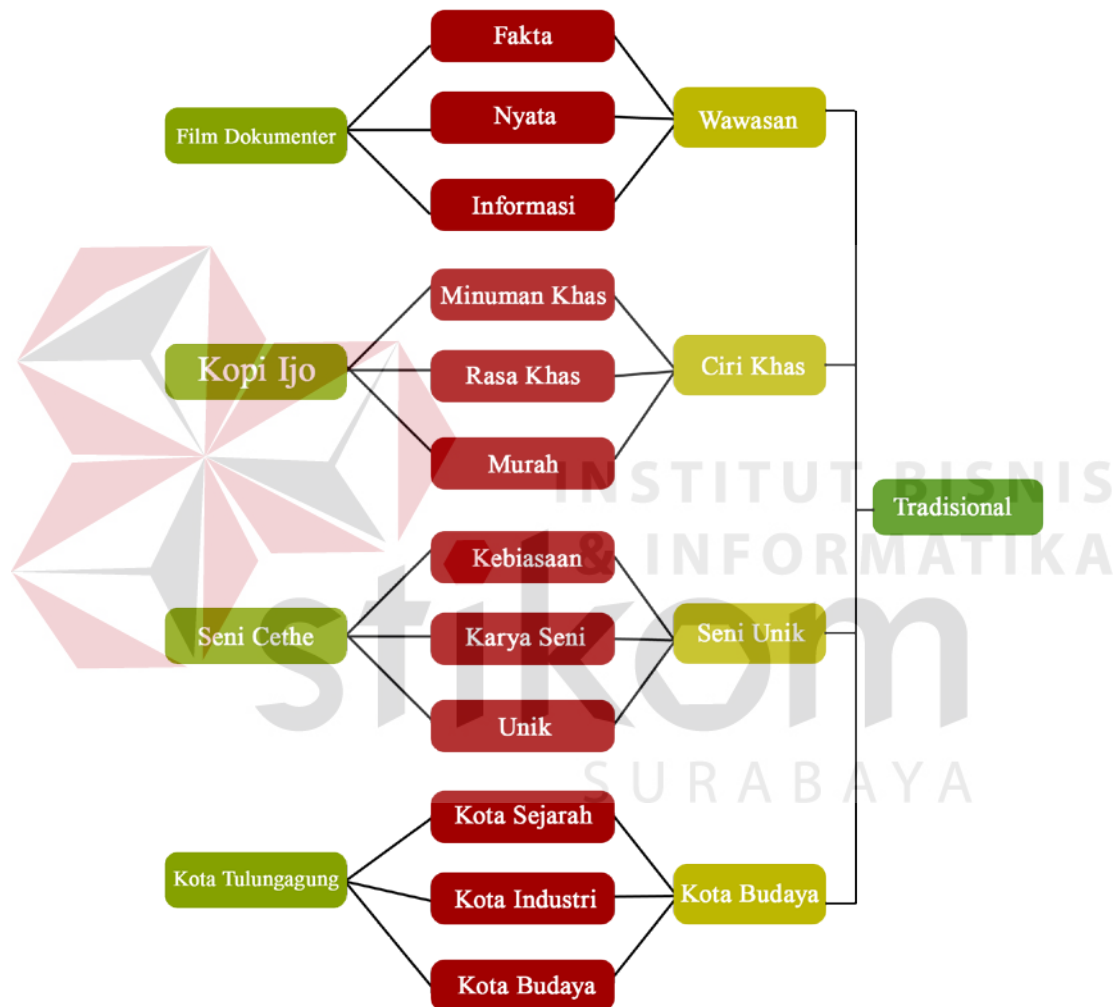 Fakta
Film Dokumenter
Nyata
Wawasan
Informasi
Minuman Khas
Kopi Ijo
Rasa Khas
Ciri Khas
Murah
INSTITUT BISNIS
& INFORMATIKA
Tradisional
Kebiasaan
Seni Cethe
Karya Seni
Seni Unik
Unik
stikom
SURABAYA
Kota Sejarah
Kota Tulungagung
Kota Industri
Kota Budaya
Kota Budaya